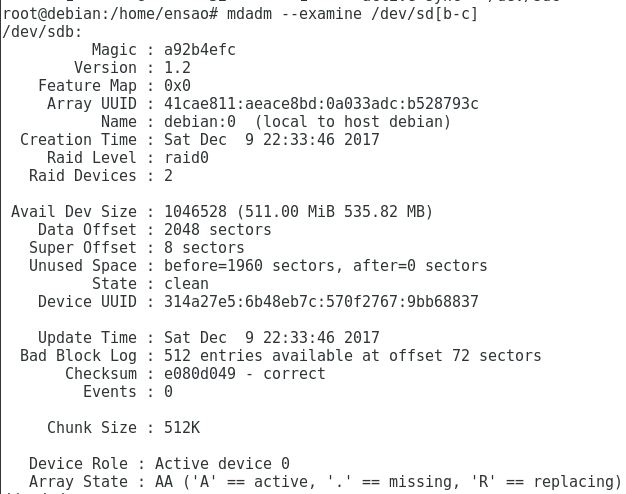 root@debian:/home/ensao# mdadm --examine /dev/sd[b-c]
/dev/sdb:
Magic : a92b4efc
Version : 1.2
Feature Map : 0x0
Array UUID : 41cae811:aeace8bd:0a033adc:b528793c
Name : debian:0  (local to host debian)
Creation Time : Sat Dec  9 22:33:46 2017
Raid Level : raid0
Raid Devices : 2
Avail Dev Size : 1046528 (511.00 MiB 535.82 MB)
Data Offset : 2048 sectors
Super Offset : 8 sectors
Unused Space : before=1960 sectors, after=0 sectors
State : clean
Device UUID : 314a27e5:6b48eb7c:570f2767:9bb68837
Update Time : Sat Dec  9 22:33:46 2017
Bad Block Log : 512 entries available at offset 72 sectors
Checksum : e080d049 - correct
Events : 0
Chunk Size : 512K
Device Role : Active device 0
Array State : AA ('A' == active, '.' == missing, 'R' == replacing)